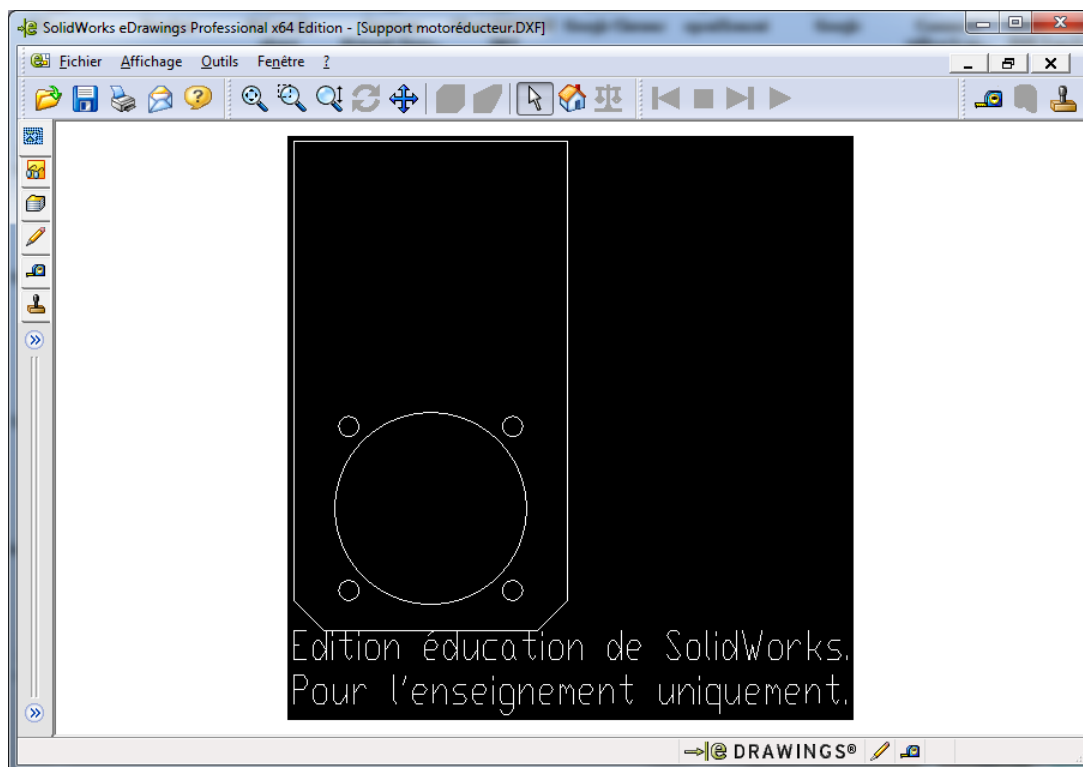 SolidWorks eDrawings Professional x64 Edition - [Support motoréducteur.DXF]
Fichier Affichage Outils Fenêtre ?
Edition éducation de SolidWorks.
Pour l'enseignement uniquement.
eDRAWINGS®